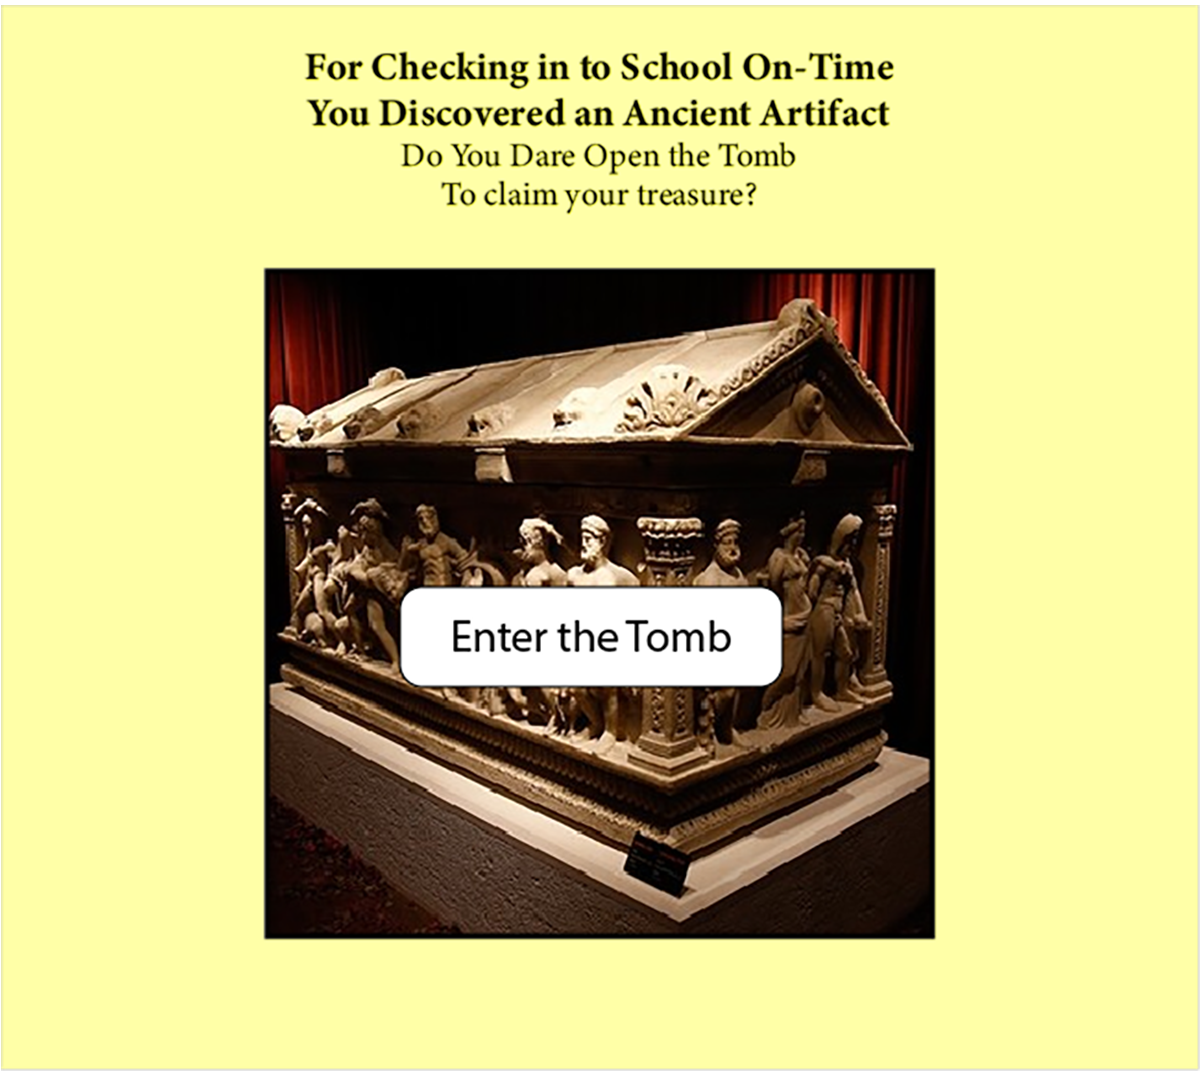 For Checking in to School On-Time
You Discovered an Ancient Artifact
Do You Dare Open the Tomb
To claim your treasure?
Enter the Tomb